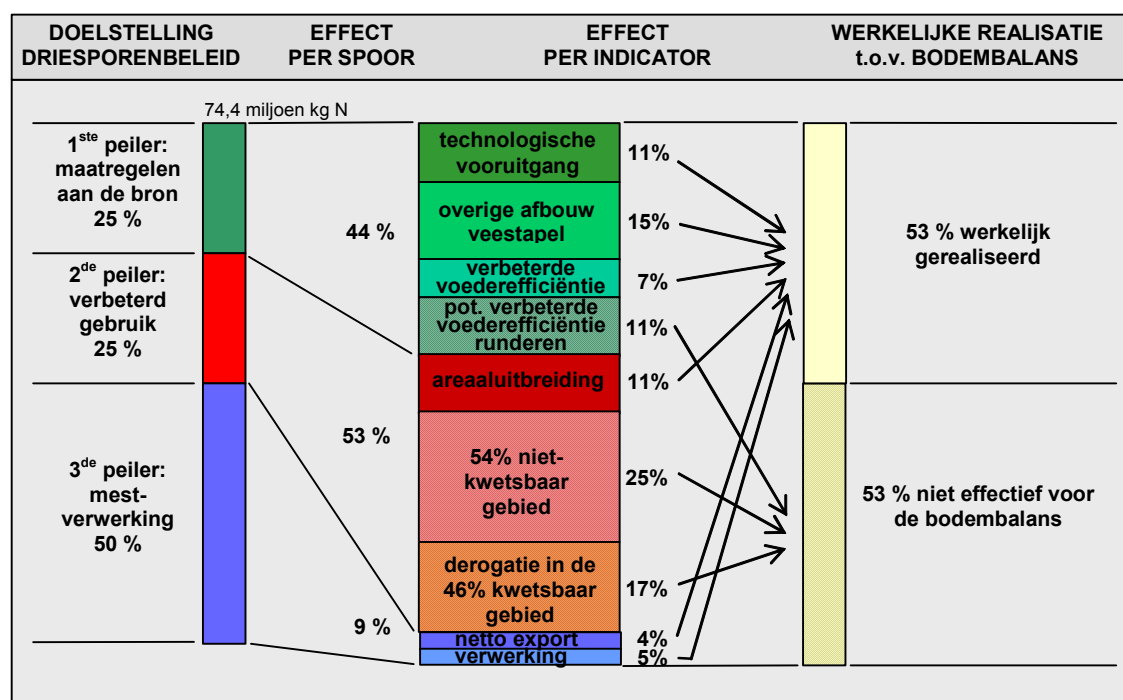 DOELSTELLING
DRIESPORENBELEID
EFFECT
PER SPOOR
EFFECT
PER INDICATOR
WERKELIJKE REALISATIE
t.o.v. BODEMBALANS
74,4 miljoen kg N
1ste peiler:
maatregelen
aan de bron
25 %
2de peiler:
verbeterd
gebruik
25 %
3de peiler:
mest-
verwerking
50 %
44 %
53 %
9 %
technologische
vooruitgang
11%
overige afbouw
veestapel
15%
verbeterde
voederefficiëntie
7%
pot. verbeterde
voederefficiëntie
runderen
11%
areaaluitbreiding
11%
54% niet-
kwetsbaar
gebied
25%
derogatie in de
46% kwetsbaar
gebied
17%
netto export
4%
verwerking
5%
53 % werkelijk
gerealiseerd
53 % niet effectief voor
de bodembalans